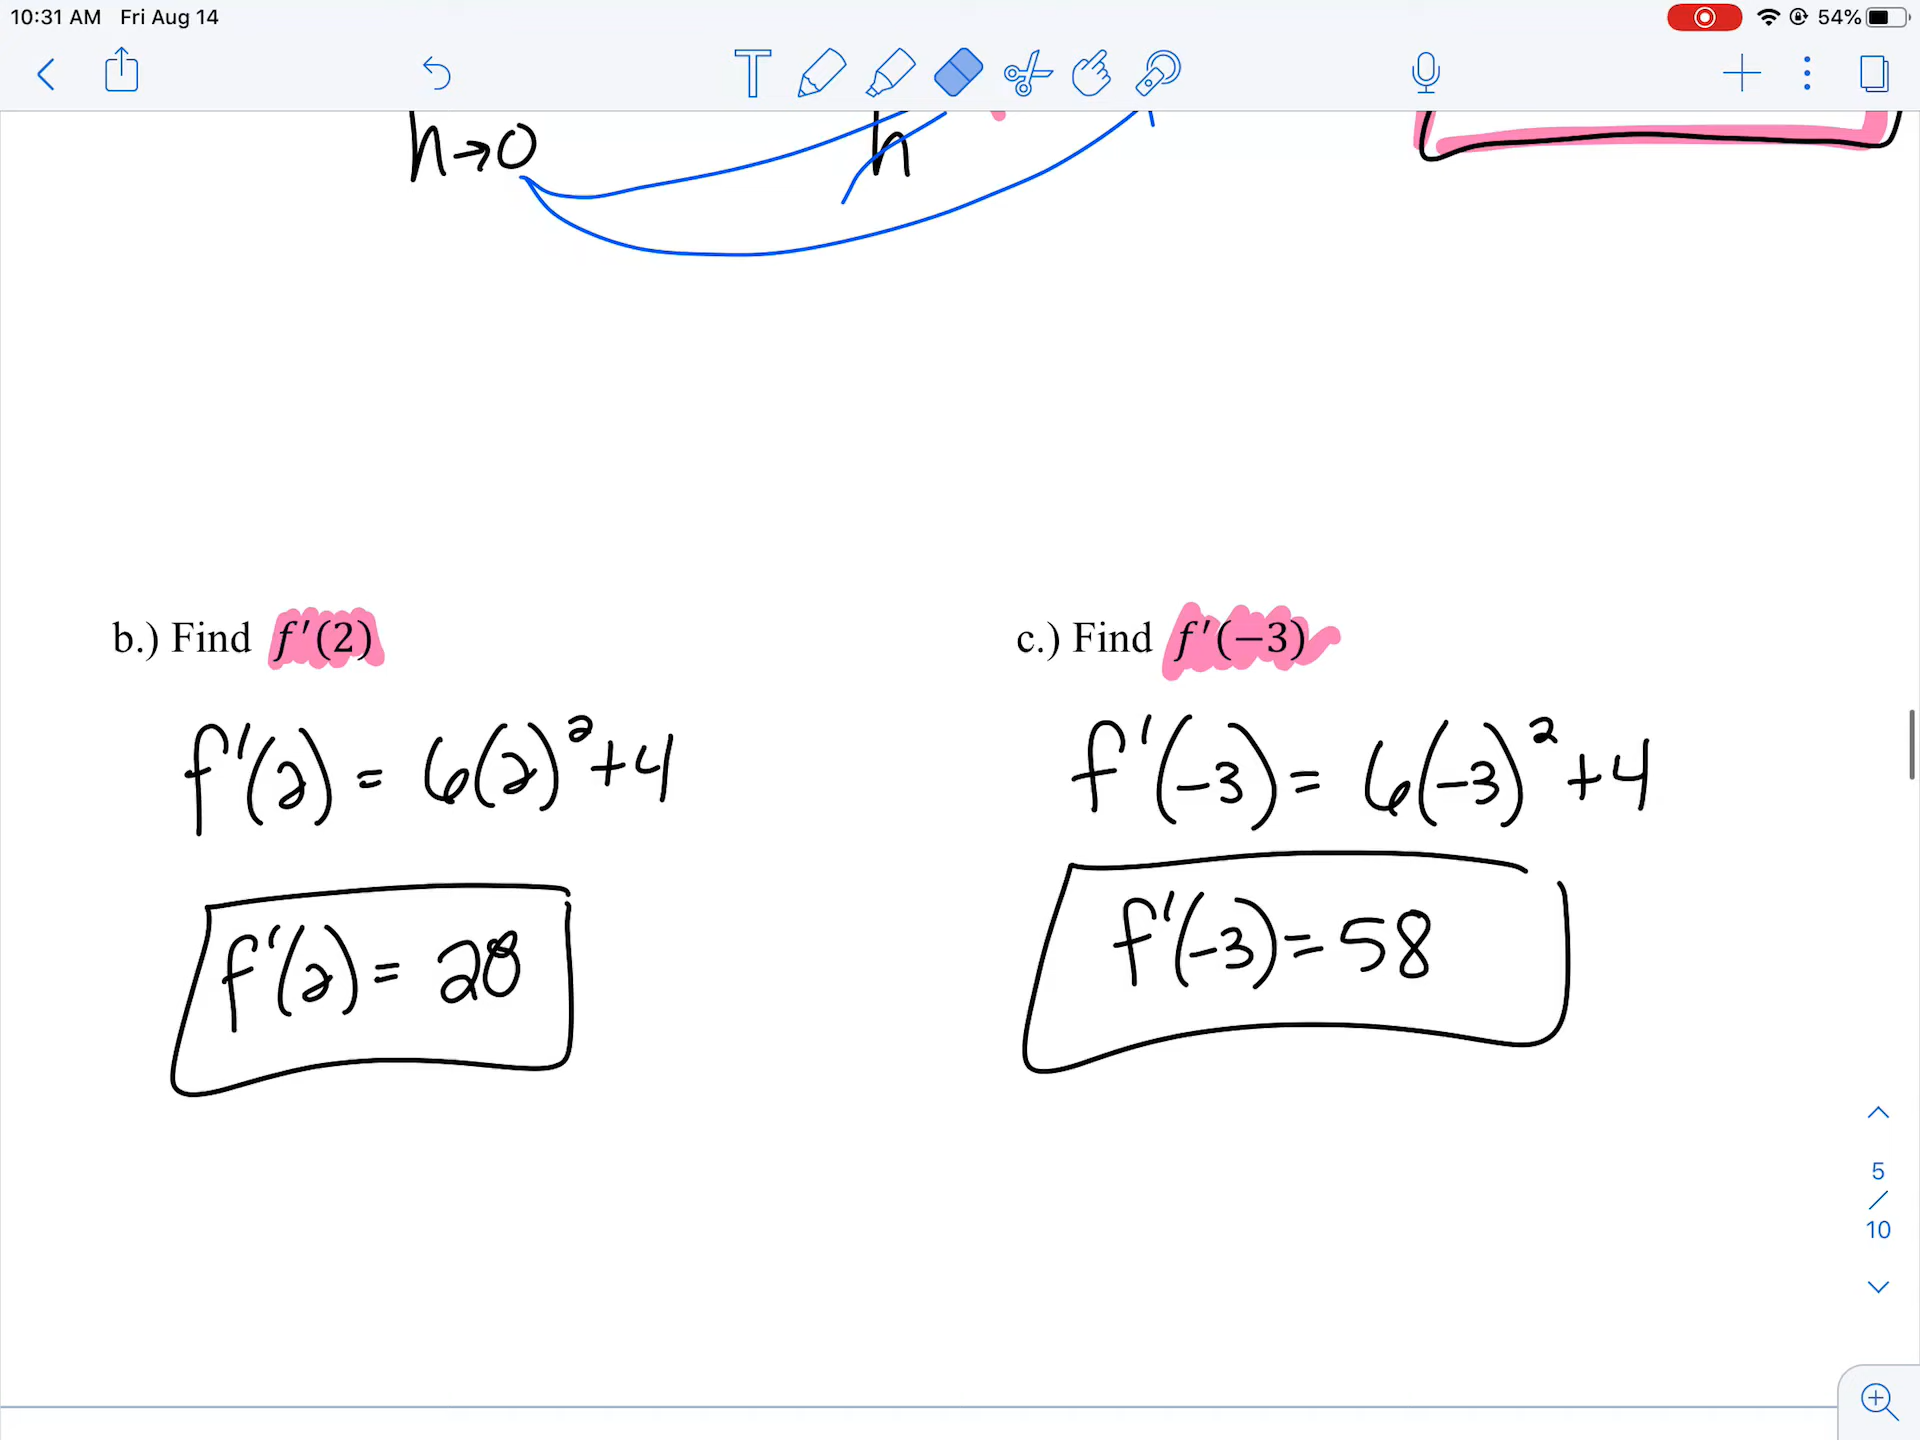 10:31 AM Fri Aug 14 54%
h→0 h
b.) Find f′(2)
c.) Find f′(−3)
f'(2) = 6(2)²+4
f'(-3) = 6(-3)²+4
f'(2) = 28
f'(-3) = 58
5
/
10